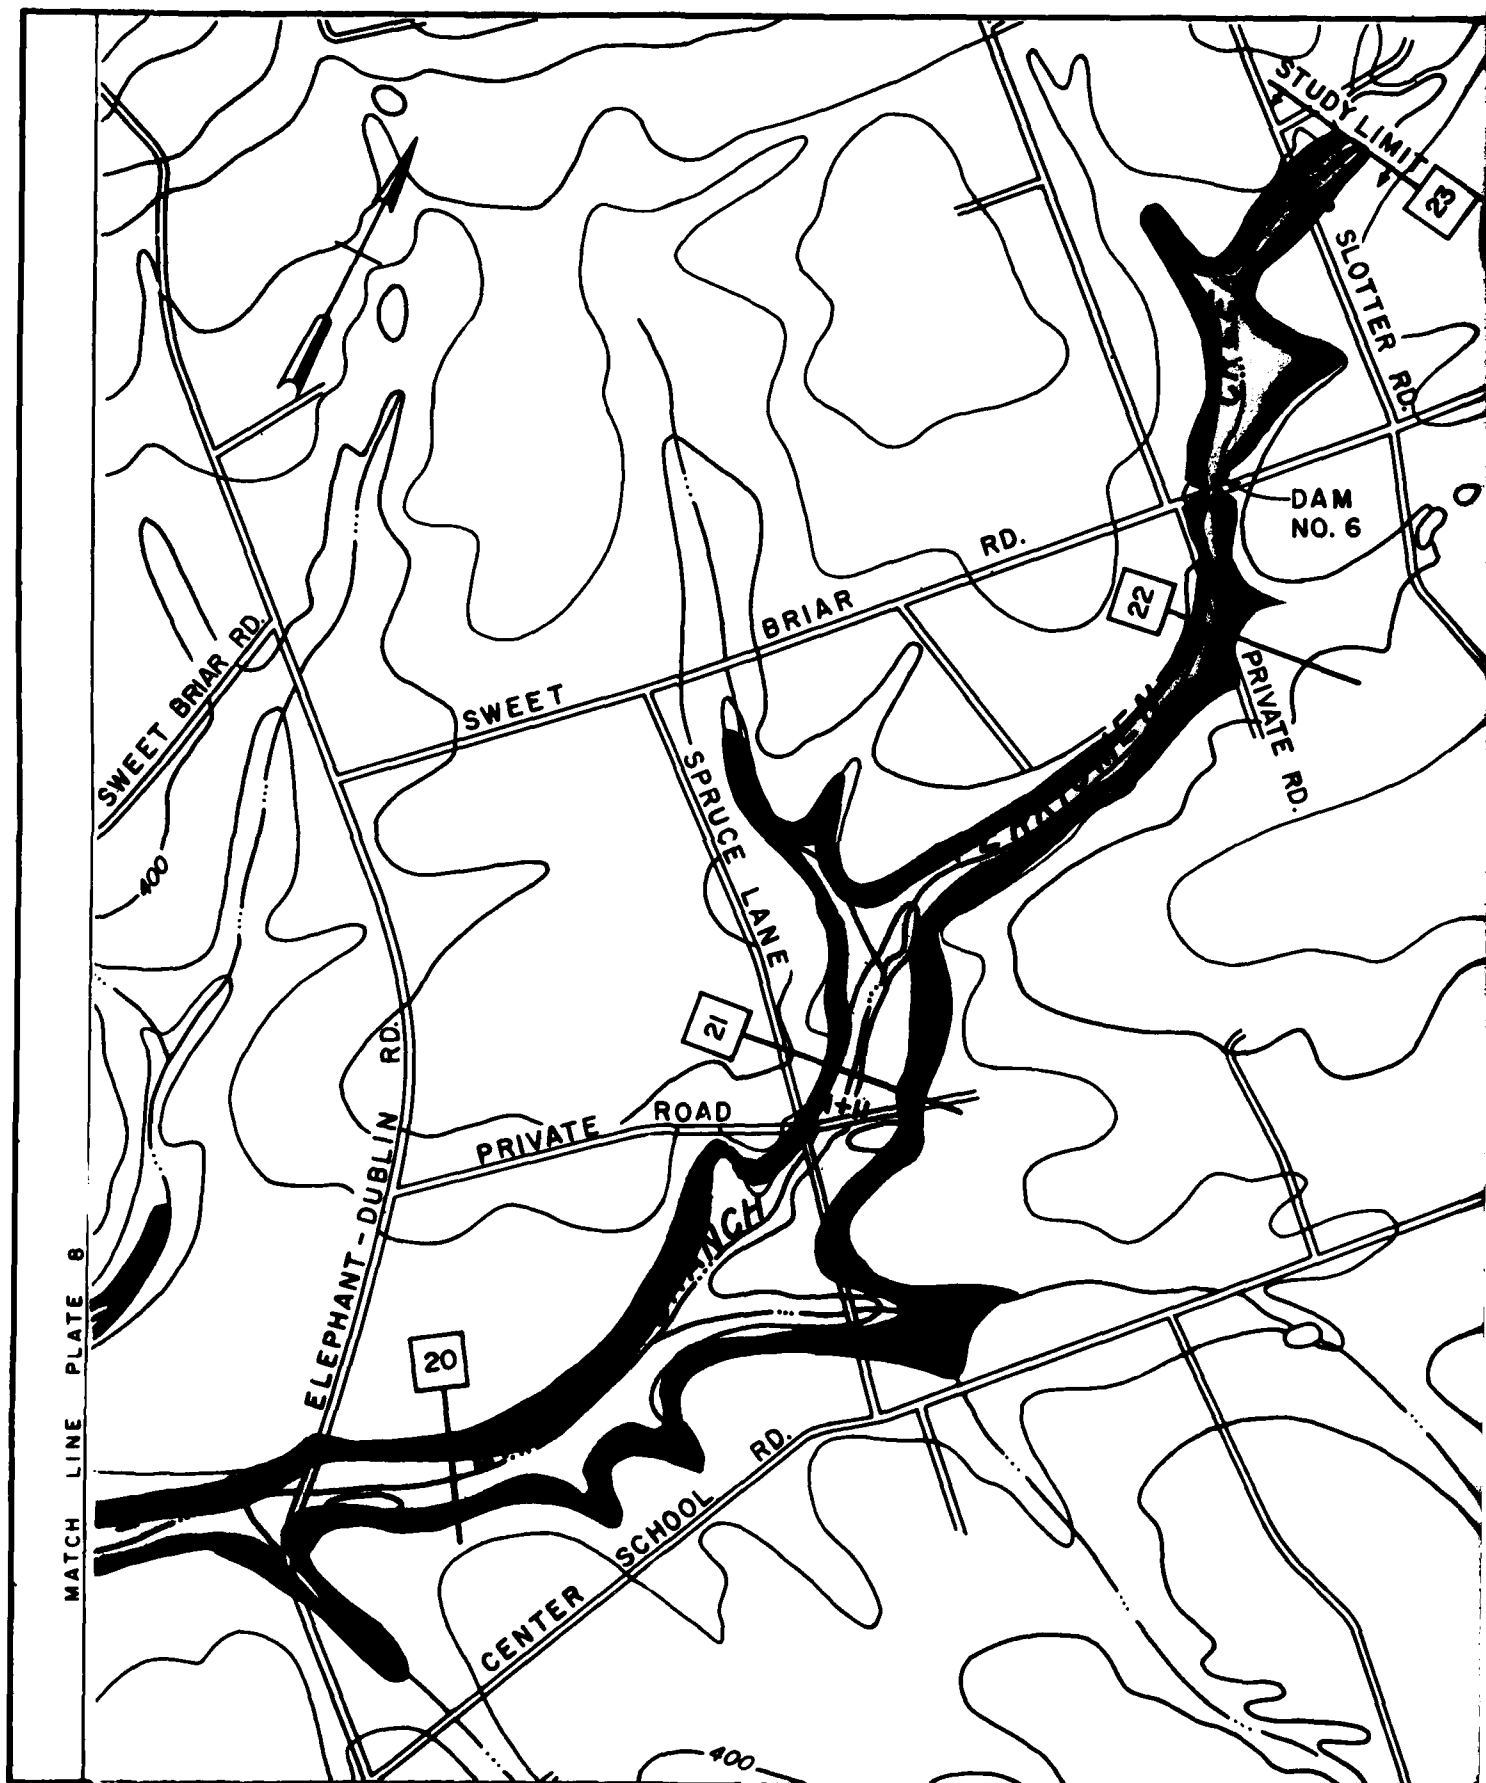 STUDY LIMIT
23
SLOTTER RD.
DAM
NO. 6
22
SWEET BRIAR RD.
SWEET BRIAR RD.
PRIVATE RD.
400
SPRUCE LANE
21
PRIVATE ROAD
ELEPHANT-DUBLIN RD.
20
CENTER SCHOOL RD.
MATCH LINE PLATE 8
400